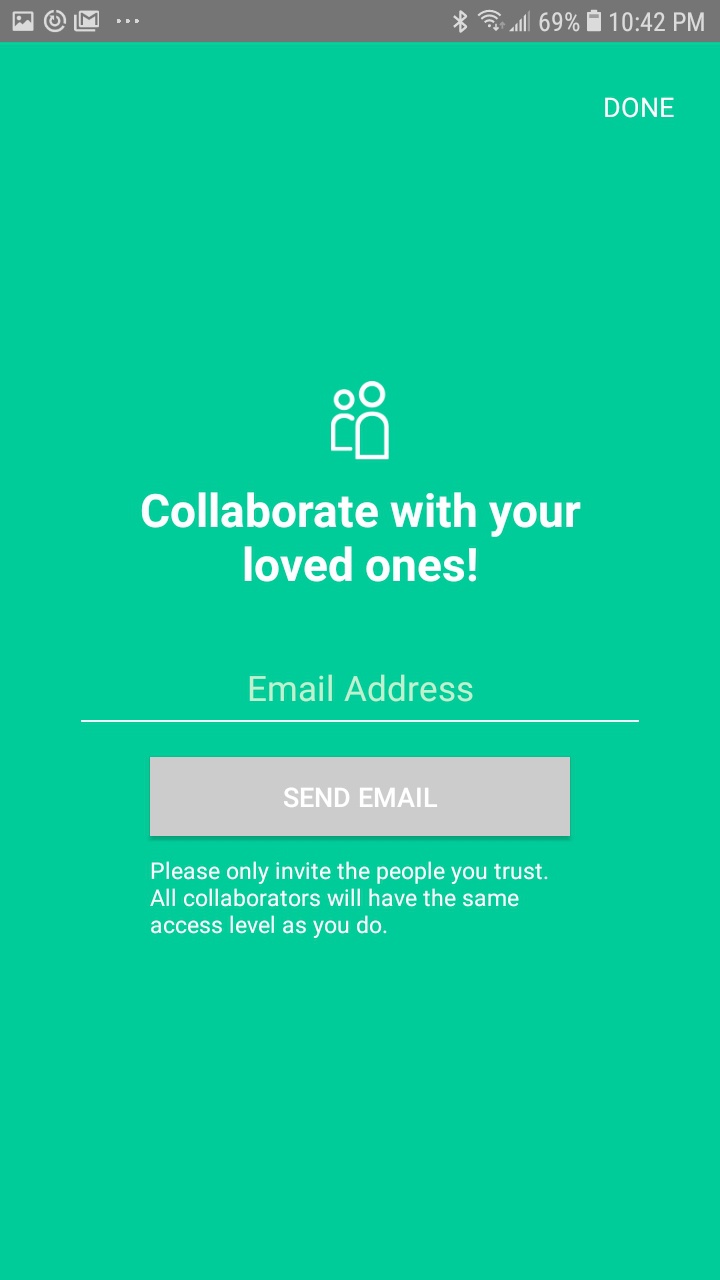 69% 10:42 PM
DONE
Collaborate with your
loved ones!
Email Address
SEND EMAIL
Please only invite the people you trust.
All collaborators will have the same
access level as you do.